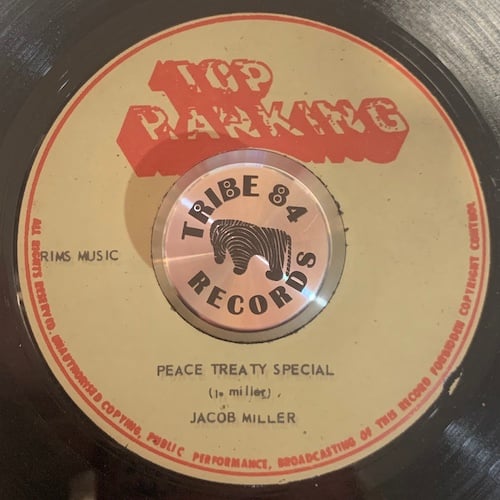 TOP
RANKING
TRIBE 84
RECORDS
RIMS MUSIC
PEACE TREATY SPECIAL
(I. miller)
JACOB MILLER
ALL RIGHTS RESERVED. UNAUTHORISED COPYING, PUBLIC PERFORMANCE, BROADCASTING OF THIS RECORD FORBIDDEN COPYRIGHT CONTROL